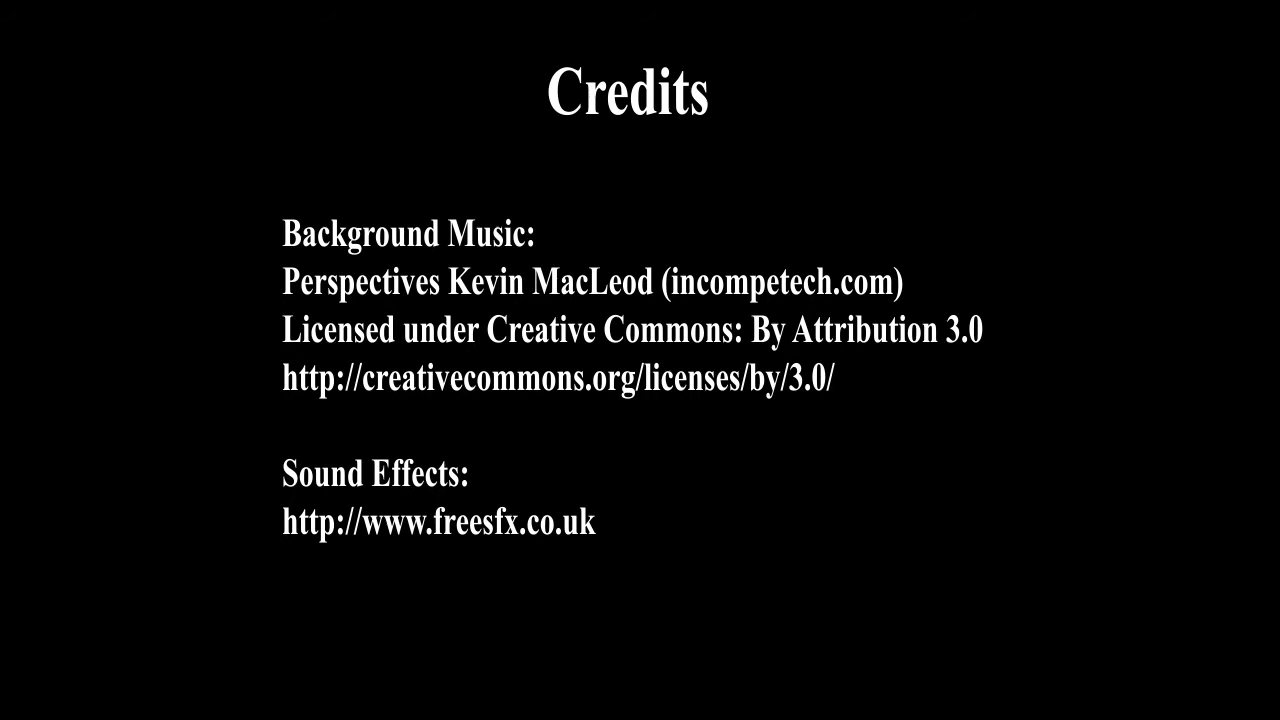 Credits
Background Music:
Perspectives Kevin MacLeod (incompetech.com)
Licensed under Creative Commons: By Attribution 3.0
http://creativecommons.org/licenses/by/3.0/
Sound Effects:
http://www.freesfx.co.uk